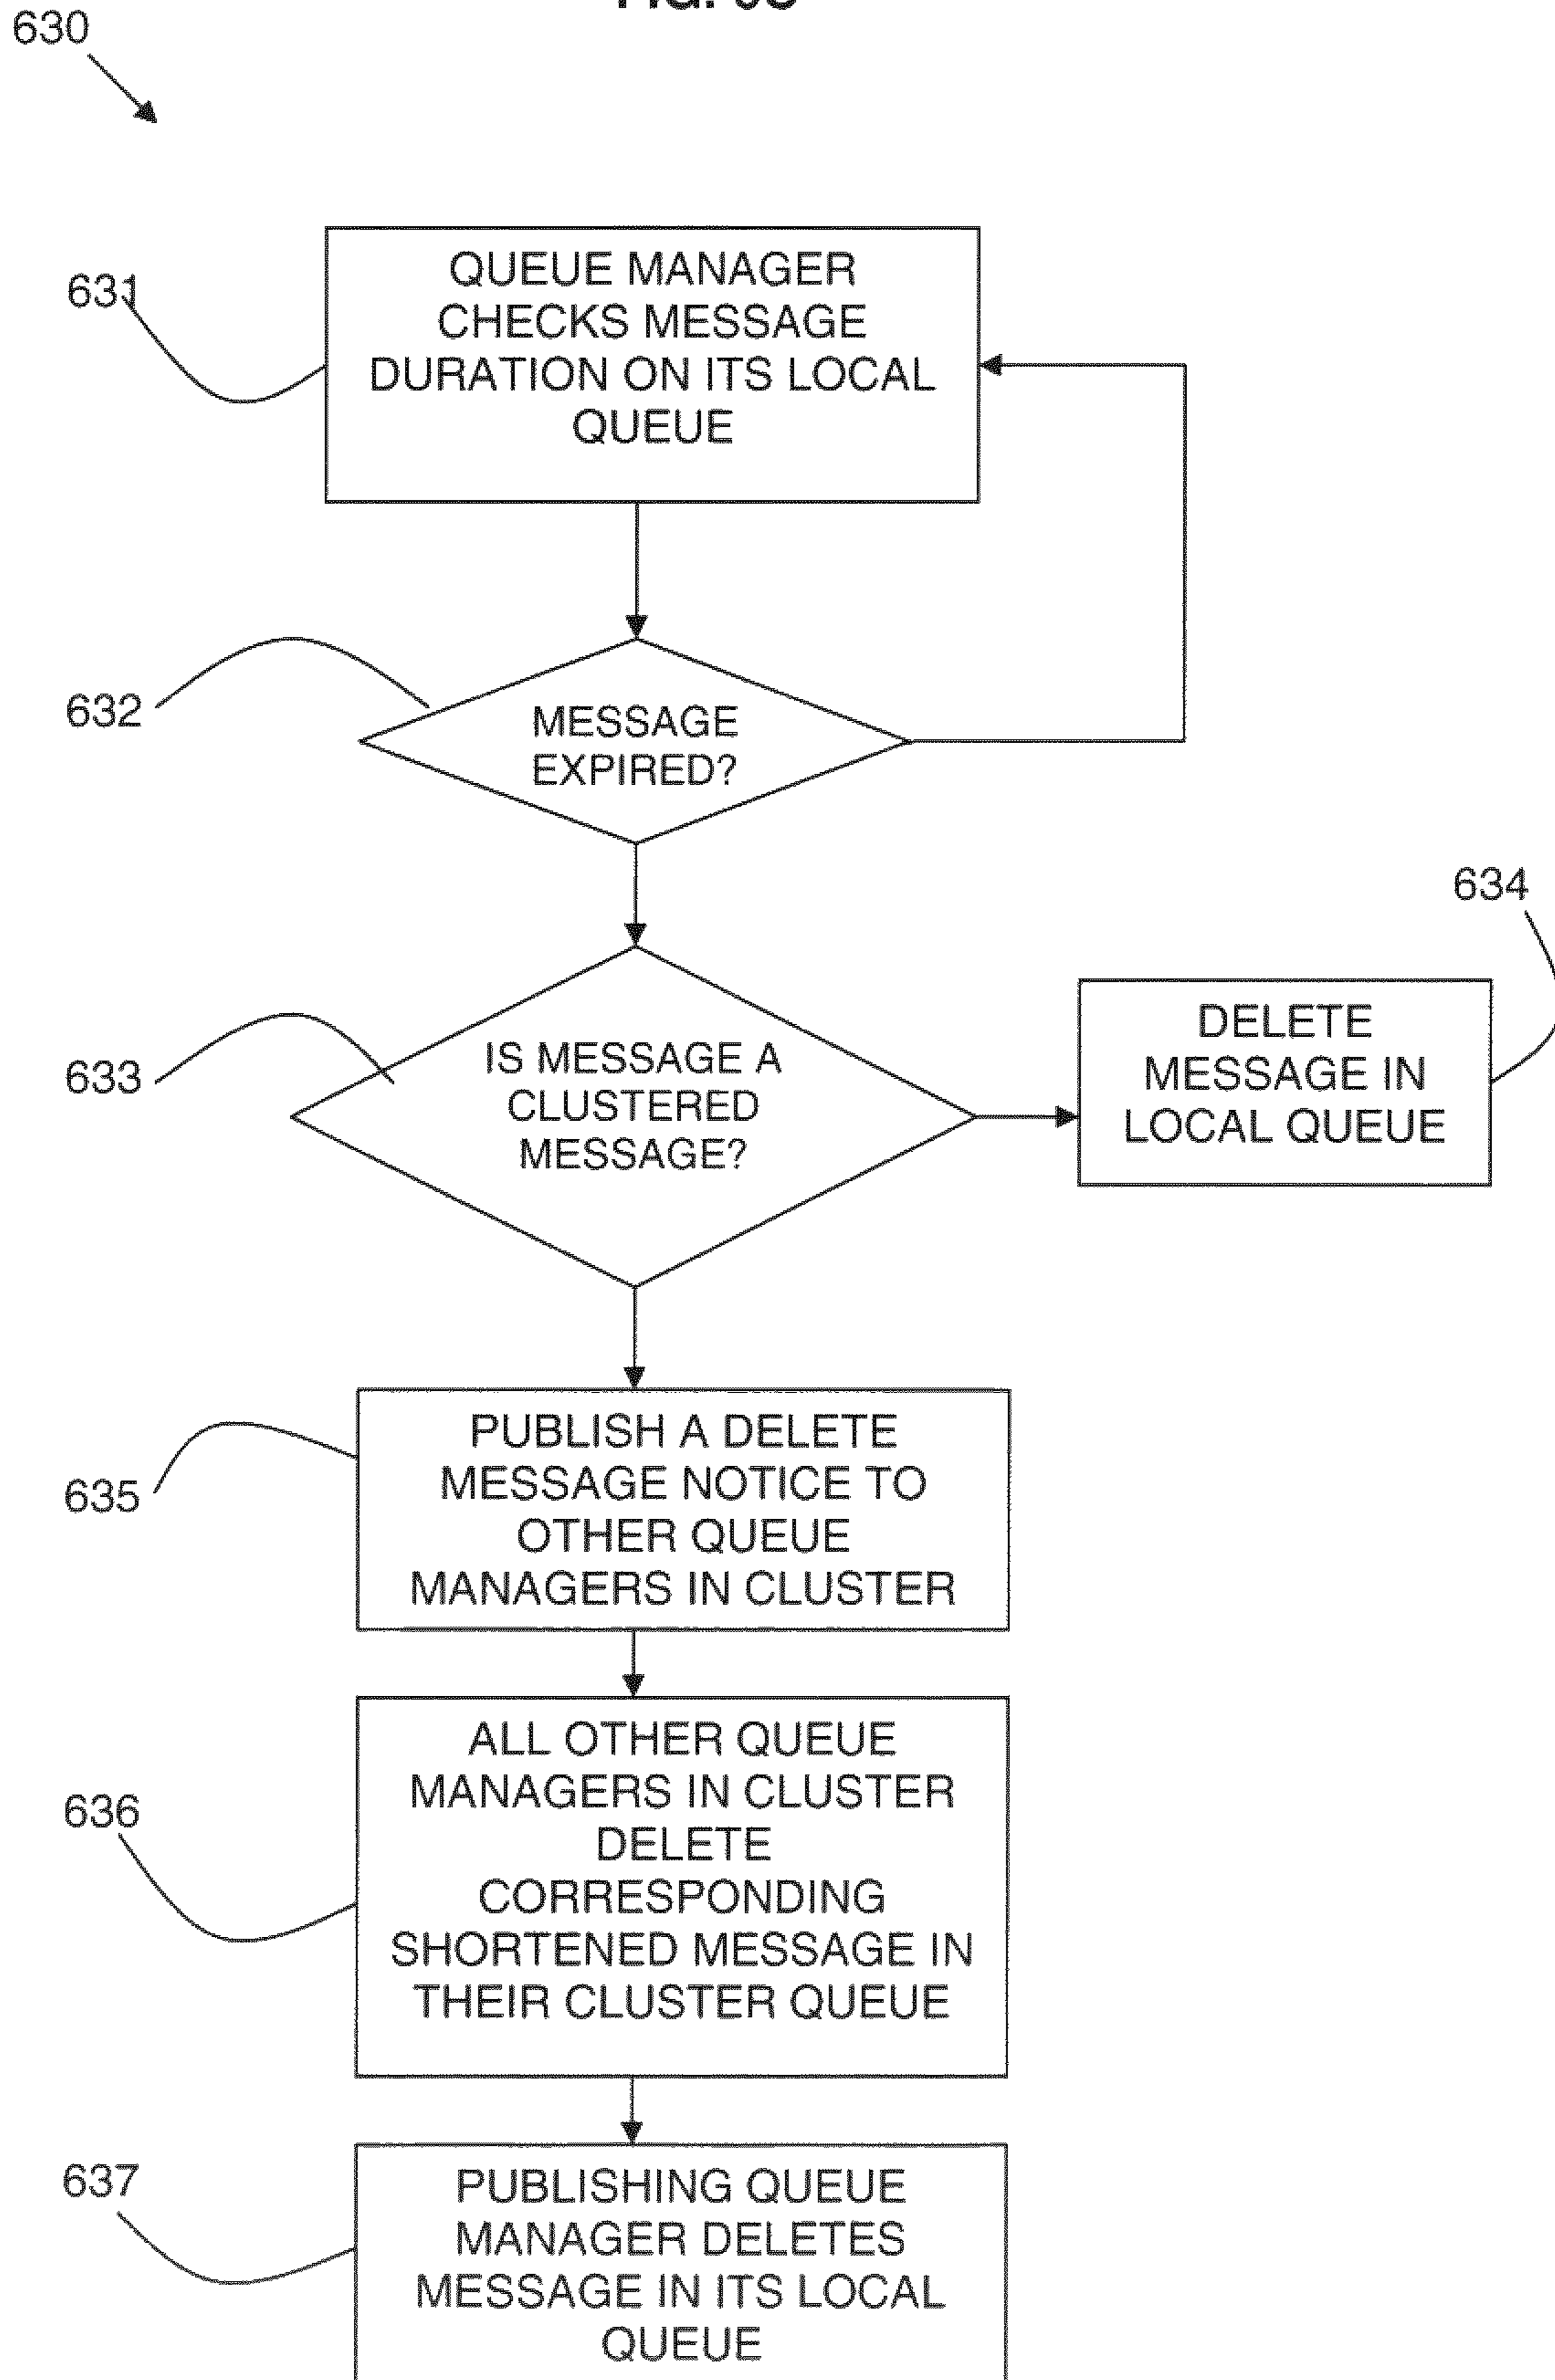 630
631
QUEUE MANAGER
CHECKS MESSAGE
DURATION ON ITS LOCAL
QUEUE
632
MESSAGE
EXPIRED?
633
IS MESSAGE A
CLUSTERED
MESSAGE?
634
DELETE
MESSAGE IN
LOCAL QUEUE
635
PUBLISH A DELETE
MESSAGE NOTICE TO
OTHER QUEUE
MANAGERS IN CLUSTER
636
ALL OTHER QUEUE
MANAGERS IN CLUSTER
DELETE
CORRESPONDING
SHORTENED MESSAGE IN
THEIR CLUSTER QUEUE
637
PUBLISHING QUEUE
MANAGER DELETES
MESSAGE IN ITS LOCAL
QUEUE